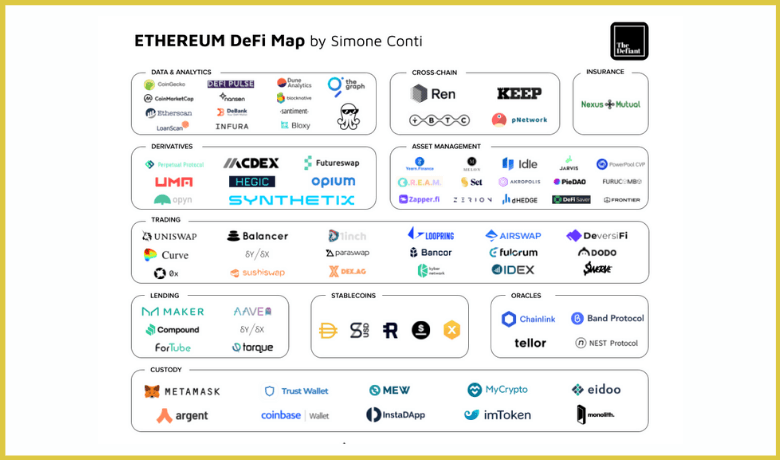 ETHEREUM DeFi Map by Simone Conti
The Defiant
DATA & ANALYTICS
CoinGecko DEFI PULSE Dune Analytics the graph
CoinMarketCap nansen blocknative
Etherscan DeBank santiment
LoanScan INFURA Bloxy
CROSS-CHAIN
Ren KEEP
TBTC pNetwork
INSURANCE
Nexus Mutual
DERIVATIVES
Perpetual Protocol MCDEX Futureswap
UMA HEGIC OPIUM
opyn SYNTHETIX
ASSET MANAGEMENT
Yearn Finance MELON Idle JARVIS PowerPool CVP
C.R.E.A.M. Set AKROPOLIS PieDAO FURUCOMBO
Zapper.fi ZERION dHEDGE DeFi Saver FRONTIER
TRADING
UNISWAP Balancer 1inch LOOPRING AIRSWAP DeversiFi
Curve δY/δX paraswap Bancor fulcrum DODO
0x sushiswap DEX.AG kyber network IDEX SWERVE
LENDING
MAKER AAVE
Compound δY/δX
ForTube torque
STABLECOINS
USD
ORACLES
Chainlink Band Protocol
tellor NEST Protocol
CUSTODY
METAMASK Trust Wallet MEW MyCrypto eidoo
argent coinbase | Wallet InstaDApp imToken monolith.